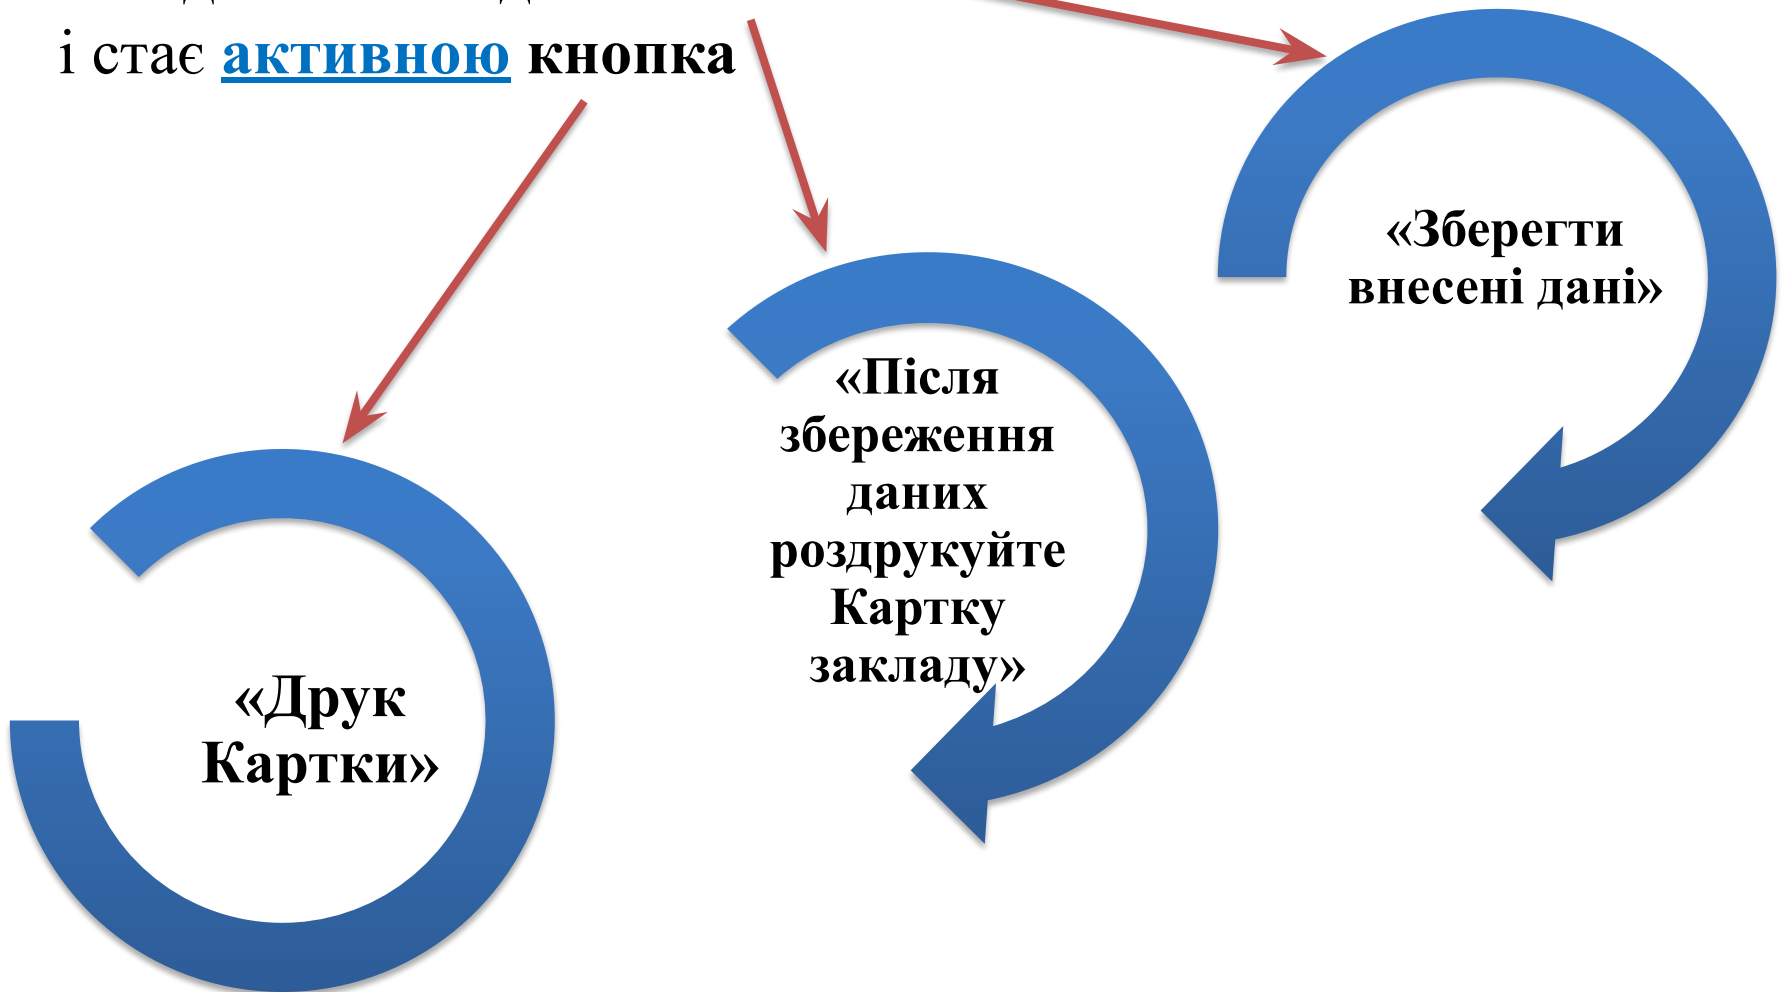 і стає активною кнопка
«Зберегти
внесені дані»
«Після
збереження
даних
роздрукуйте
Картку
закладу»
«Друк
Картки»